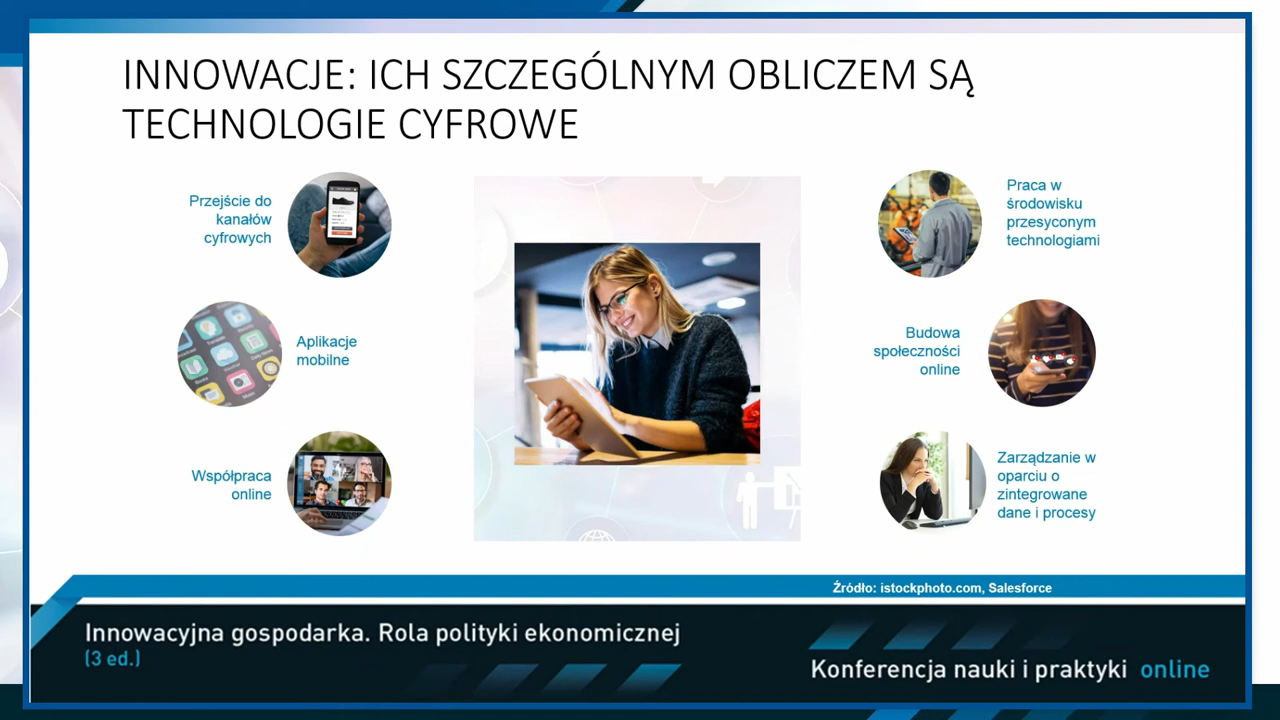 INNOWACJE: ICH SZCZEGÓLNYM OBLICZEM SĄ
TECHNOLOGIE CYFROWE
Przejście do
kanałów
cyfrowych
Aplikacje
mobilne
Współpraca
online
Praca w
środowisku
przesyconym
technologiami
Budowa
społeczności
online
Zarządzanie w
oparciu o
zintegrowane
dane i procesy
Źródło: istockphoto.com, Salesforce
Innowacyjna gospodarka. Rola polityki ekonomicznej
(3 ed.)
Konferencja nauki i praktyki online